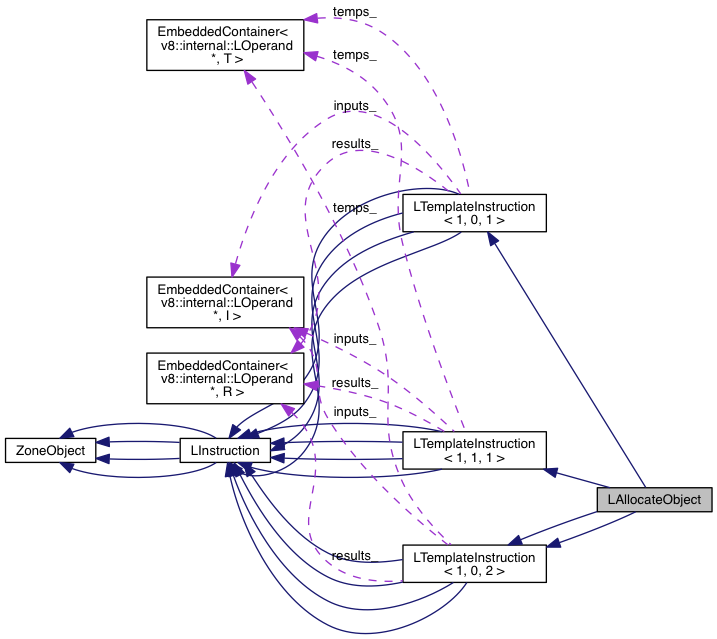 temps_
EmbeddedContainer<
v8::internal::LOperand
*, T >
temps_
inputs_
results_
temps_
LTemplateInstruction
< 1, 0, 1 >
EmbeddedContainer<
v8::internal::LOperand
*, I >
inputs_
EmbeddedContainer<
v8::internal::LOperand
*, R >
results_
inputs_
ZoneObject
LInstruction
LTemplateInstruction
< 1, 1, 1 >
LAllocateObject
results_
LTemplateInstruction
< 1, 0, 2 >